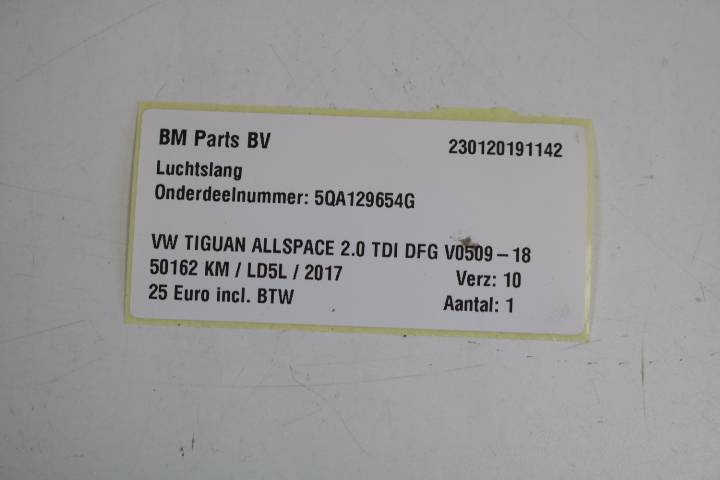 BM Parts BV 230120191142
Luchtslang
Onderdeelnummer: 5QA129654G
VW TIGUAN ALLSPACE 2.0 TDI DFG V0509-18
50162 KM / LD5L / 2017 Verz: 10
25 Euro incl. BTW Aantal: 1